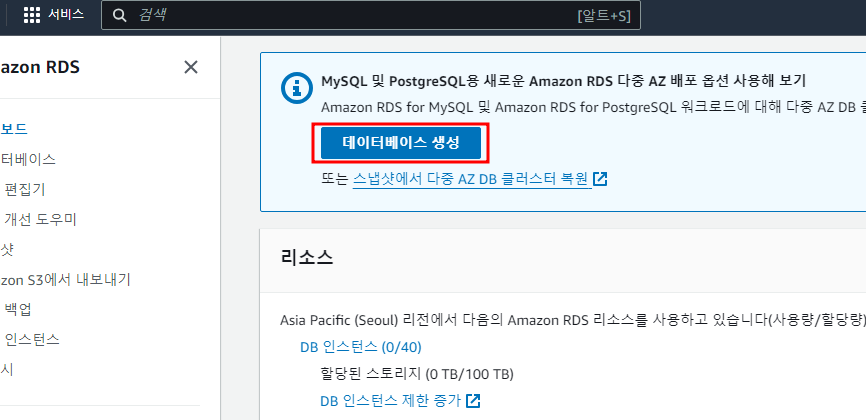 서비스
검색
[알트+S]
azon RDS
보드
터베이스
편집기
개선 도우미
샷
zon S3에서 내보내기
백업
인스턴스
시
MySQL 및 PostgreSQL용 새로운 Amazon RDS 다중 AZ 배포 옵션 사용해 보기
Amazon RDS for MySQL 및 Amazon RDS for PostgreSQL 워크로드에 대해 다중 AZ DB 클
데이터베이스 생성
또는 스냅샷에서 다중 AZ DB 클러스터 복원
리소스
Asia Pacific (Seoul) 리전에서 다음의 Amazon RDS 리소스를 사용하고 있습니다(사용량/할당량)
DB 인스턴스 (0/40)
할당된 스토리지 (0 TB/100 TB)
DB 인스턴스 제한 증가